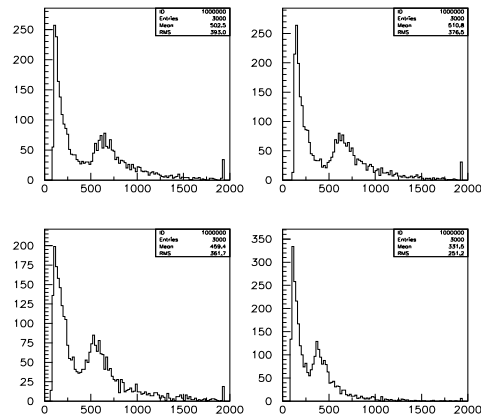 ID 1000000
Entries 3000
Mean 502.5
RMS 393.0
250
200
150
100
50
0
0 500 1000 1500 2000
ID 1000000
Entries 3000
Mean 510.8
RMS 376.5
250
200
150
100
50
0
0 500 1000 1500 2000
ID 1000000
Entries 3000
Mean 459.4
RMS 361.7
200
175
150
125
100
75
50
25
0
0 500 1000 1500 2000
ID 1000000
Entries 3000
Mean 331.5
RMS 251.2
350
300
250
200
150
100
50
0
0 500 1000 1500 2000